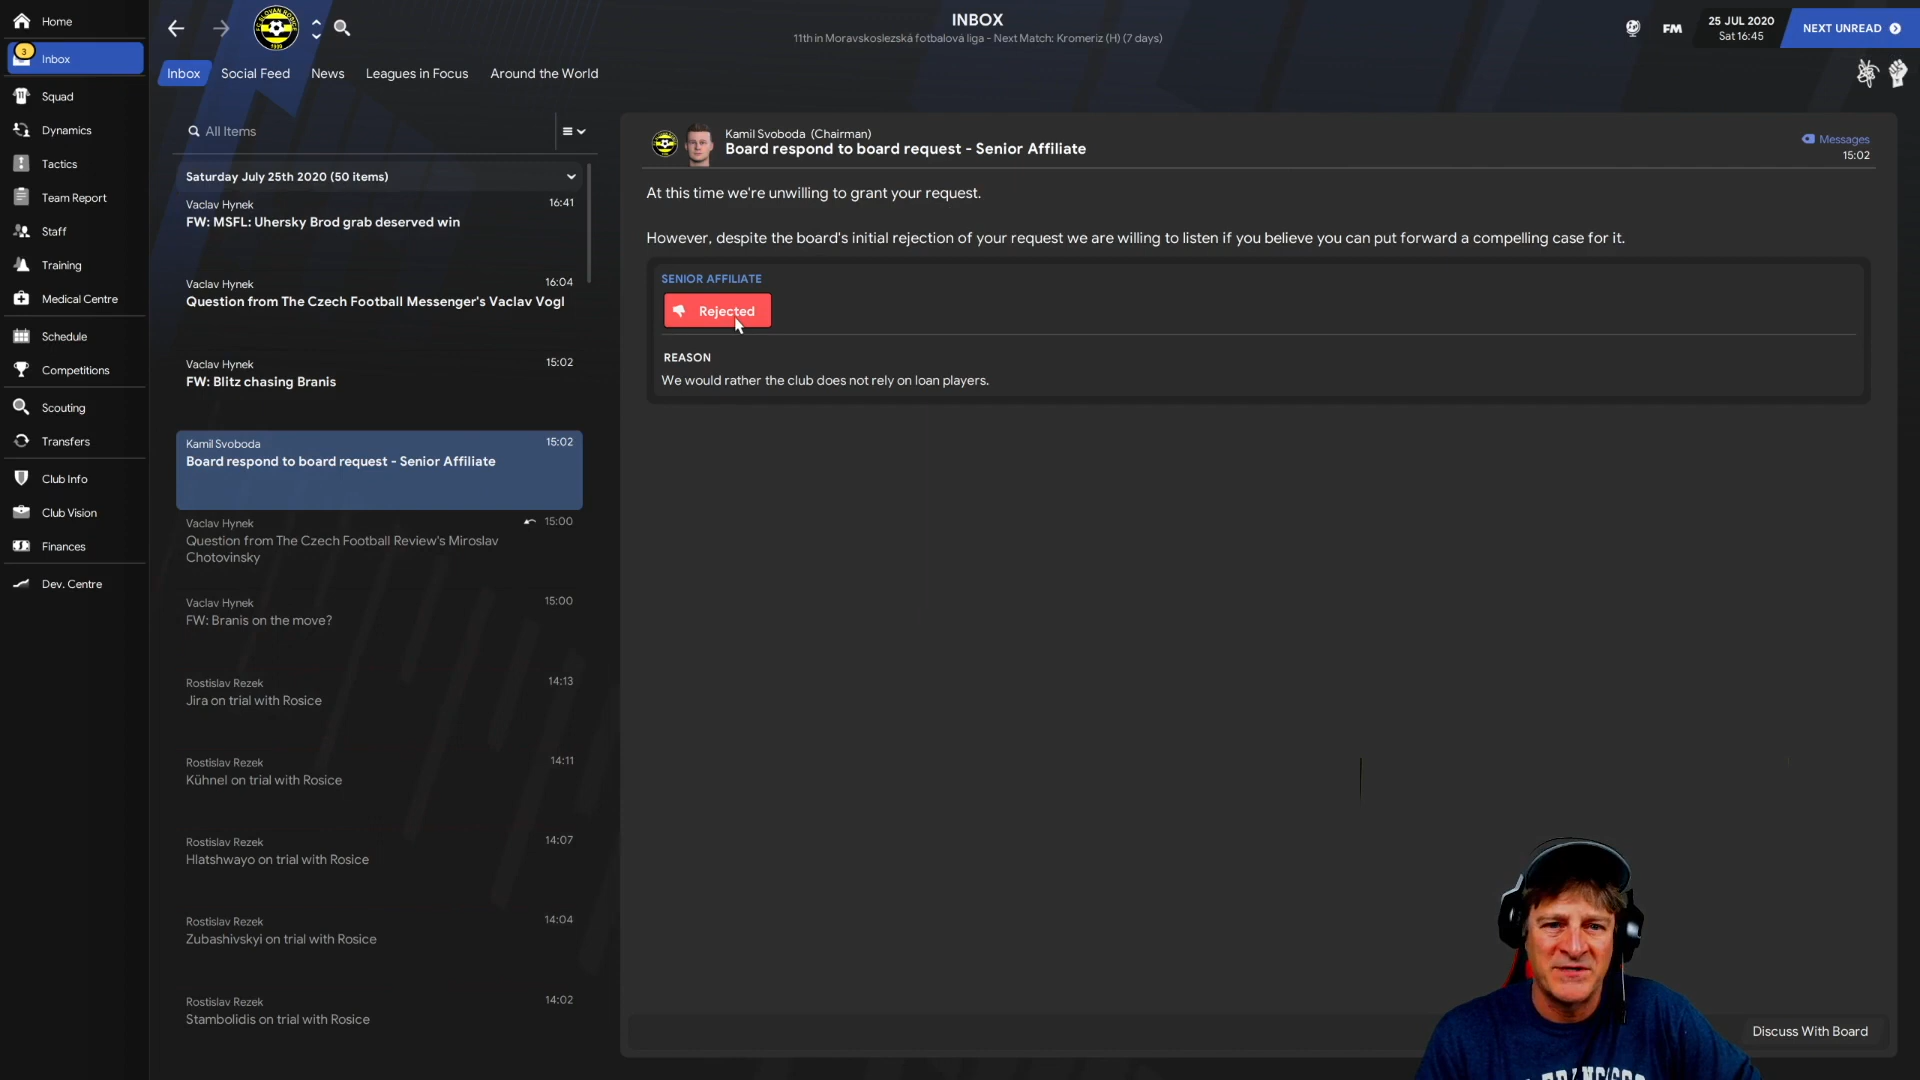 Home
3
Inbox
Squad
Dynamics
Tactics
Team Report
Staff
Training
Medical Centre
Schedule
Competitions
Scouting
Transfers
Club Info
Club Vision
Finances
Dev. Centre
INBOX
11th in Moravskoslezská fotbalová liga - Next Match: Kromeriz (H) (7 days)
FM
25 JUL 2020
Sat 16:45
NEXT UNREAD
Inbox
Social Feed
News
Leagues in Focus
Around the World
All Items
Saturday July 25th 2020 (50 items)
Vaclav Hynek 16:41
FW: MSFL: Uhersky Brod grab deserved win
Vaclav Hynek 16:04
Question from The Czech Football Messenger's Vaclav Vogl
Vaclav Hynek 15:02
FW: Blitz chasing Branis
Kamil Svoboda 15:02
Board respond to board request - Senior Affiliate
Vaclav Hynek 15:00
Question from The Czech Football Review's Miroslav
Chotovinsky
Vaclav Hynek 15:00
FW: Branis on the move?
Rostislav Rezek 14:13
Jira on trial with Rosice
Rostislav Rezek 14:11
Kühnel on trial with Rosice
Rostislav Rezek 14:07
Hlatshwayo on trial with Rosice
Rostislav Rezek 14:04
Zubashivskyi on trial with Rosice
Rostislav Rezek 14:02
Stambolidis on trial with Rosice
Kamil Svoboda (Chairman)
Board respond to board request - Senior Affiliate
Messages
15:02
At this time we're unwilling to grant your request.
However, despite the board's initial rejection of your request we are willing to listen if you believe you can put forward a compelling case for it.
SENIOR AFFILIATE
Rejected
REASON
We would rather the club does not rely on loan players.
Discuss With Board